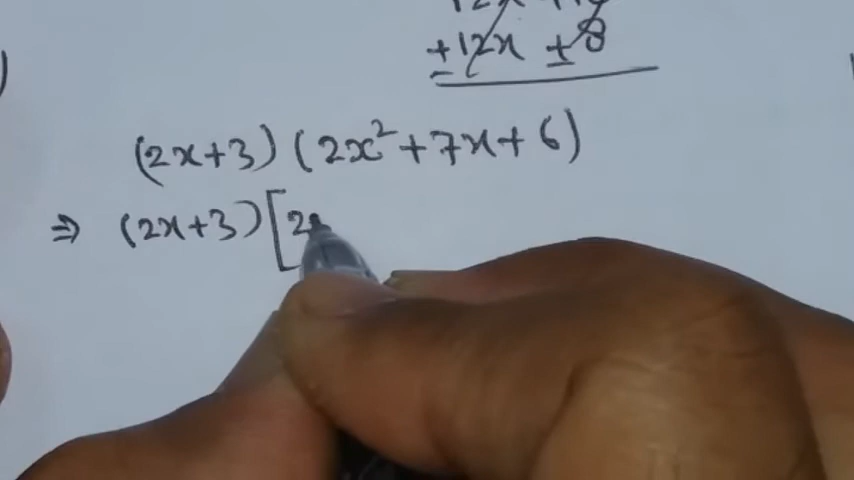 +12x +8
(2x+3) (2x²+7x+6)
⇒ (2x+3) [2